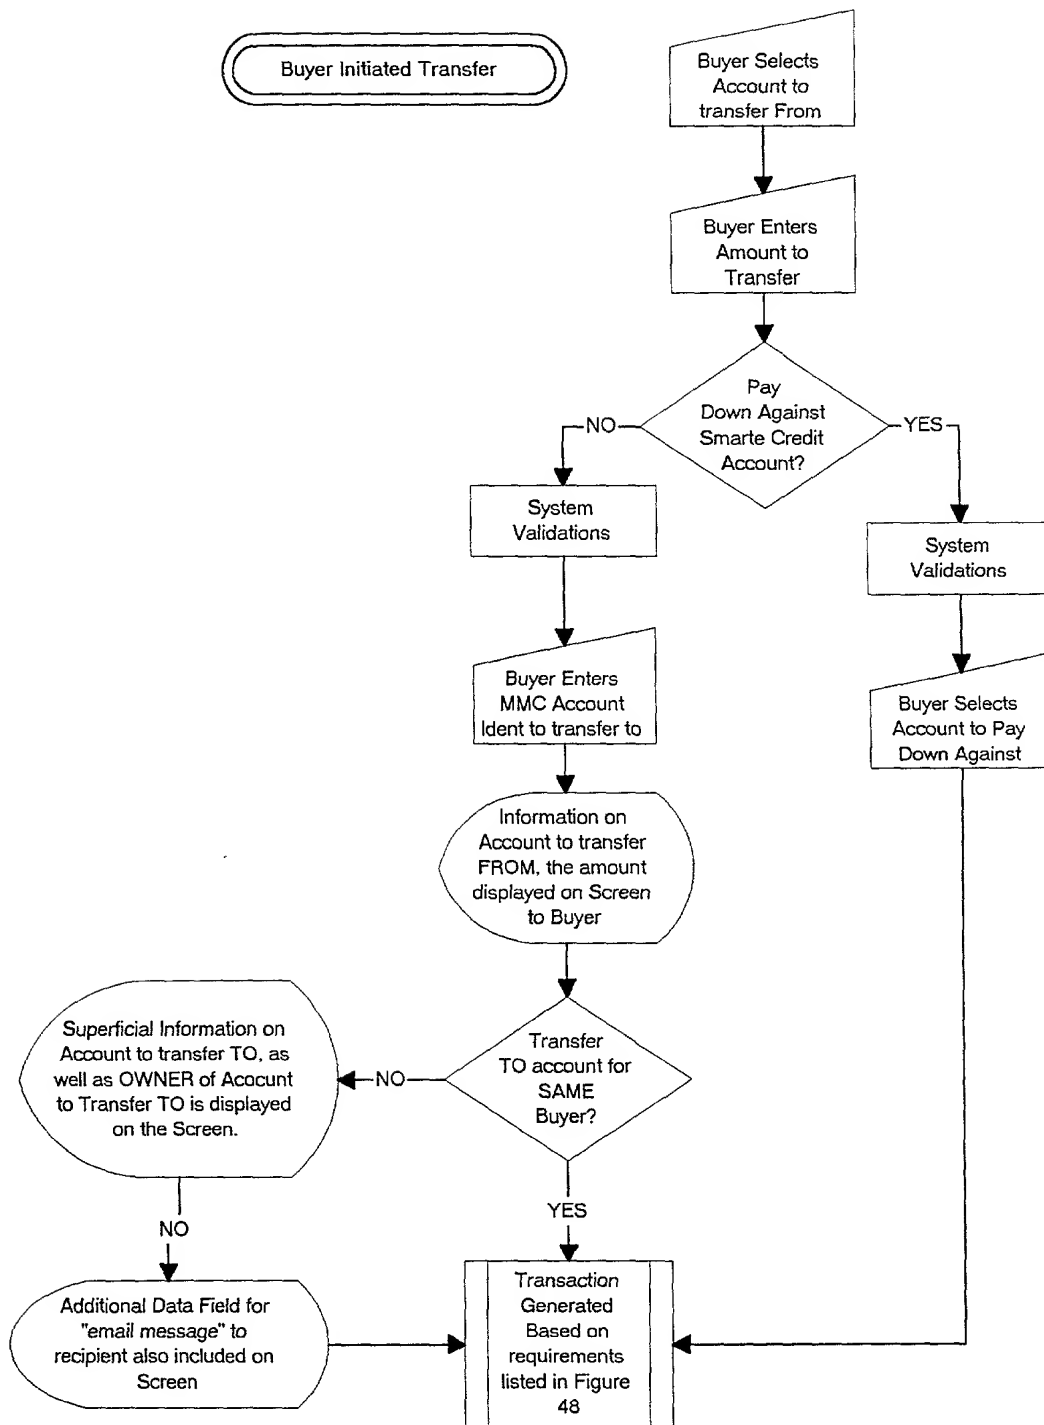 Buyer Initiated Transfer
Buyer Selects
Account to
transfer From
Buyer Enters
Amount to
Transfer
Pay
Down Against
Smarte Credit
Account?
NO
YES
System
Validations
System
Validations
Buyer Enters
MMC Account
Ident to transfer to
Buyer Selects
Account to Pay
Down Against
Information on
Account to transfer
FROM, the amount
displayed on Screen
to Buyer
Transfer
TO account for
SAME
Buyer?
NO
Superficial Information on
Account to transfer TO, as
well as OWNER of Acocunt
to Transfer TO is displayed
on the Screen.
NO
YES
Additional Data Field for
"email message" to
recipient also included on
Screen
Transaction
Generated
Based on
requirements
listed in Figure
48